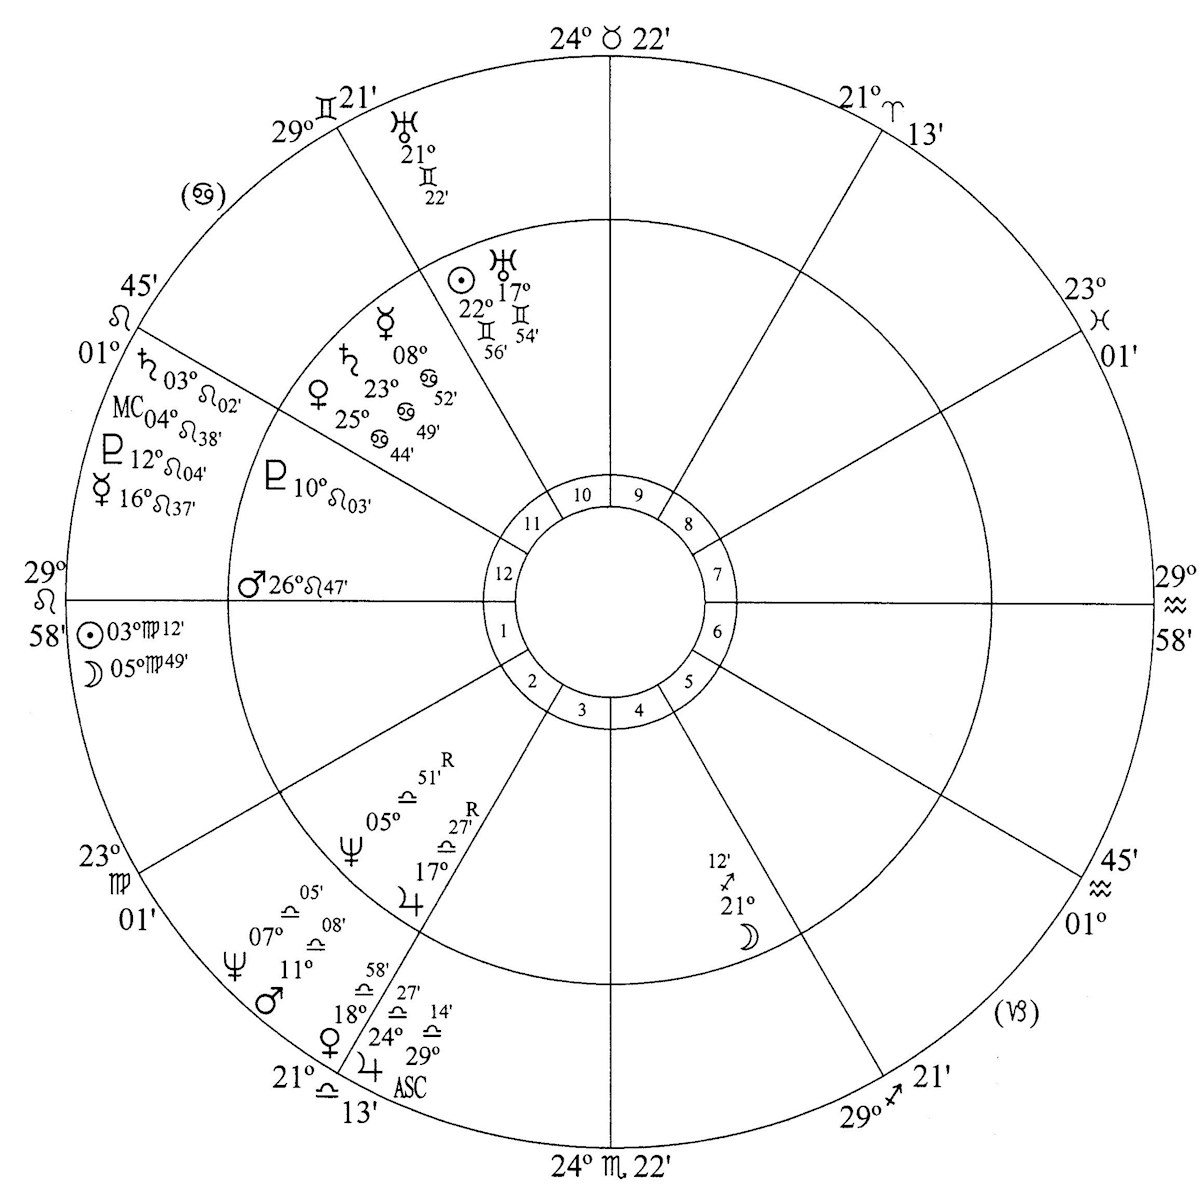 24° ♉ 22'
21° ♈ 13'
23° ♓ 01'
29° ♒ 58'
45' ♒ 01°
(♑)
29° ♐ 21'
24° ♏ 22'
21° ♎ 13'
23° ♍ 01'
29° ♌ 58'
45' ♌ 01°
(♋)
29° ♊ 21'
♅ 21° ♊ 22'
♄ 03° ♌ 02'
MC 04° ♌ 38'
♇ 12° ♌ 04'
☿ 16° ♌ 37'
☉ 03° ♍ 12'
☽ 05° ♍ 49'
♆ 07° ♎ 05'
♂ 11° ♎ 08'
♀ 18° ♎ 58'
♃ 24° ♎ 27'
ASC 29° ♎ 14'
☉ 22° ♊ 56'
♅ 17° ♊ 54'
☿ 08° ♋ 52'
♄ 23° ♋ 49'
♀ 25° ♋ 44'
♇ 10° ♌ 03'
♂ 26° ♌ 47'
♆ 05° ♎ 51' R
♃ 17° ♎ 27' R
☽ 21° ♐ 12'
10
9
11
8
12
7
1
6
2
5
3
4